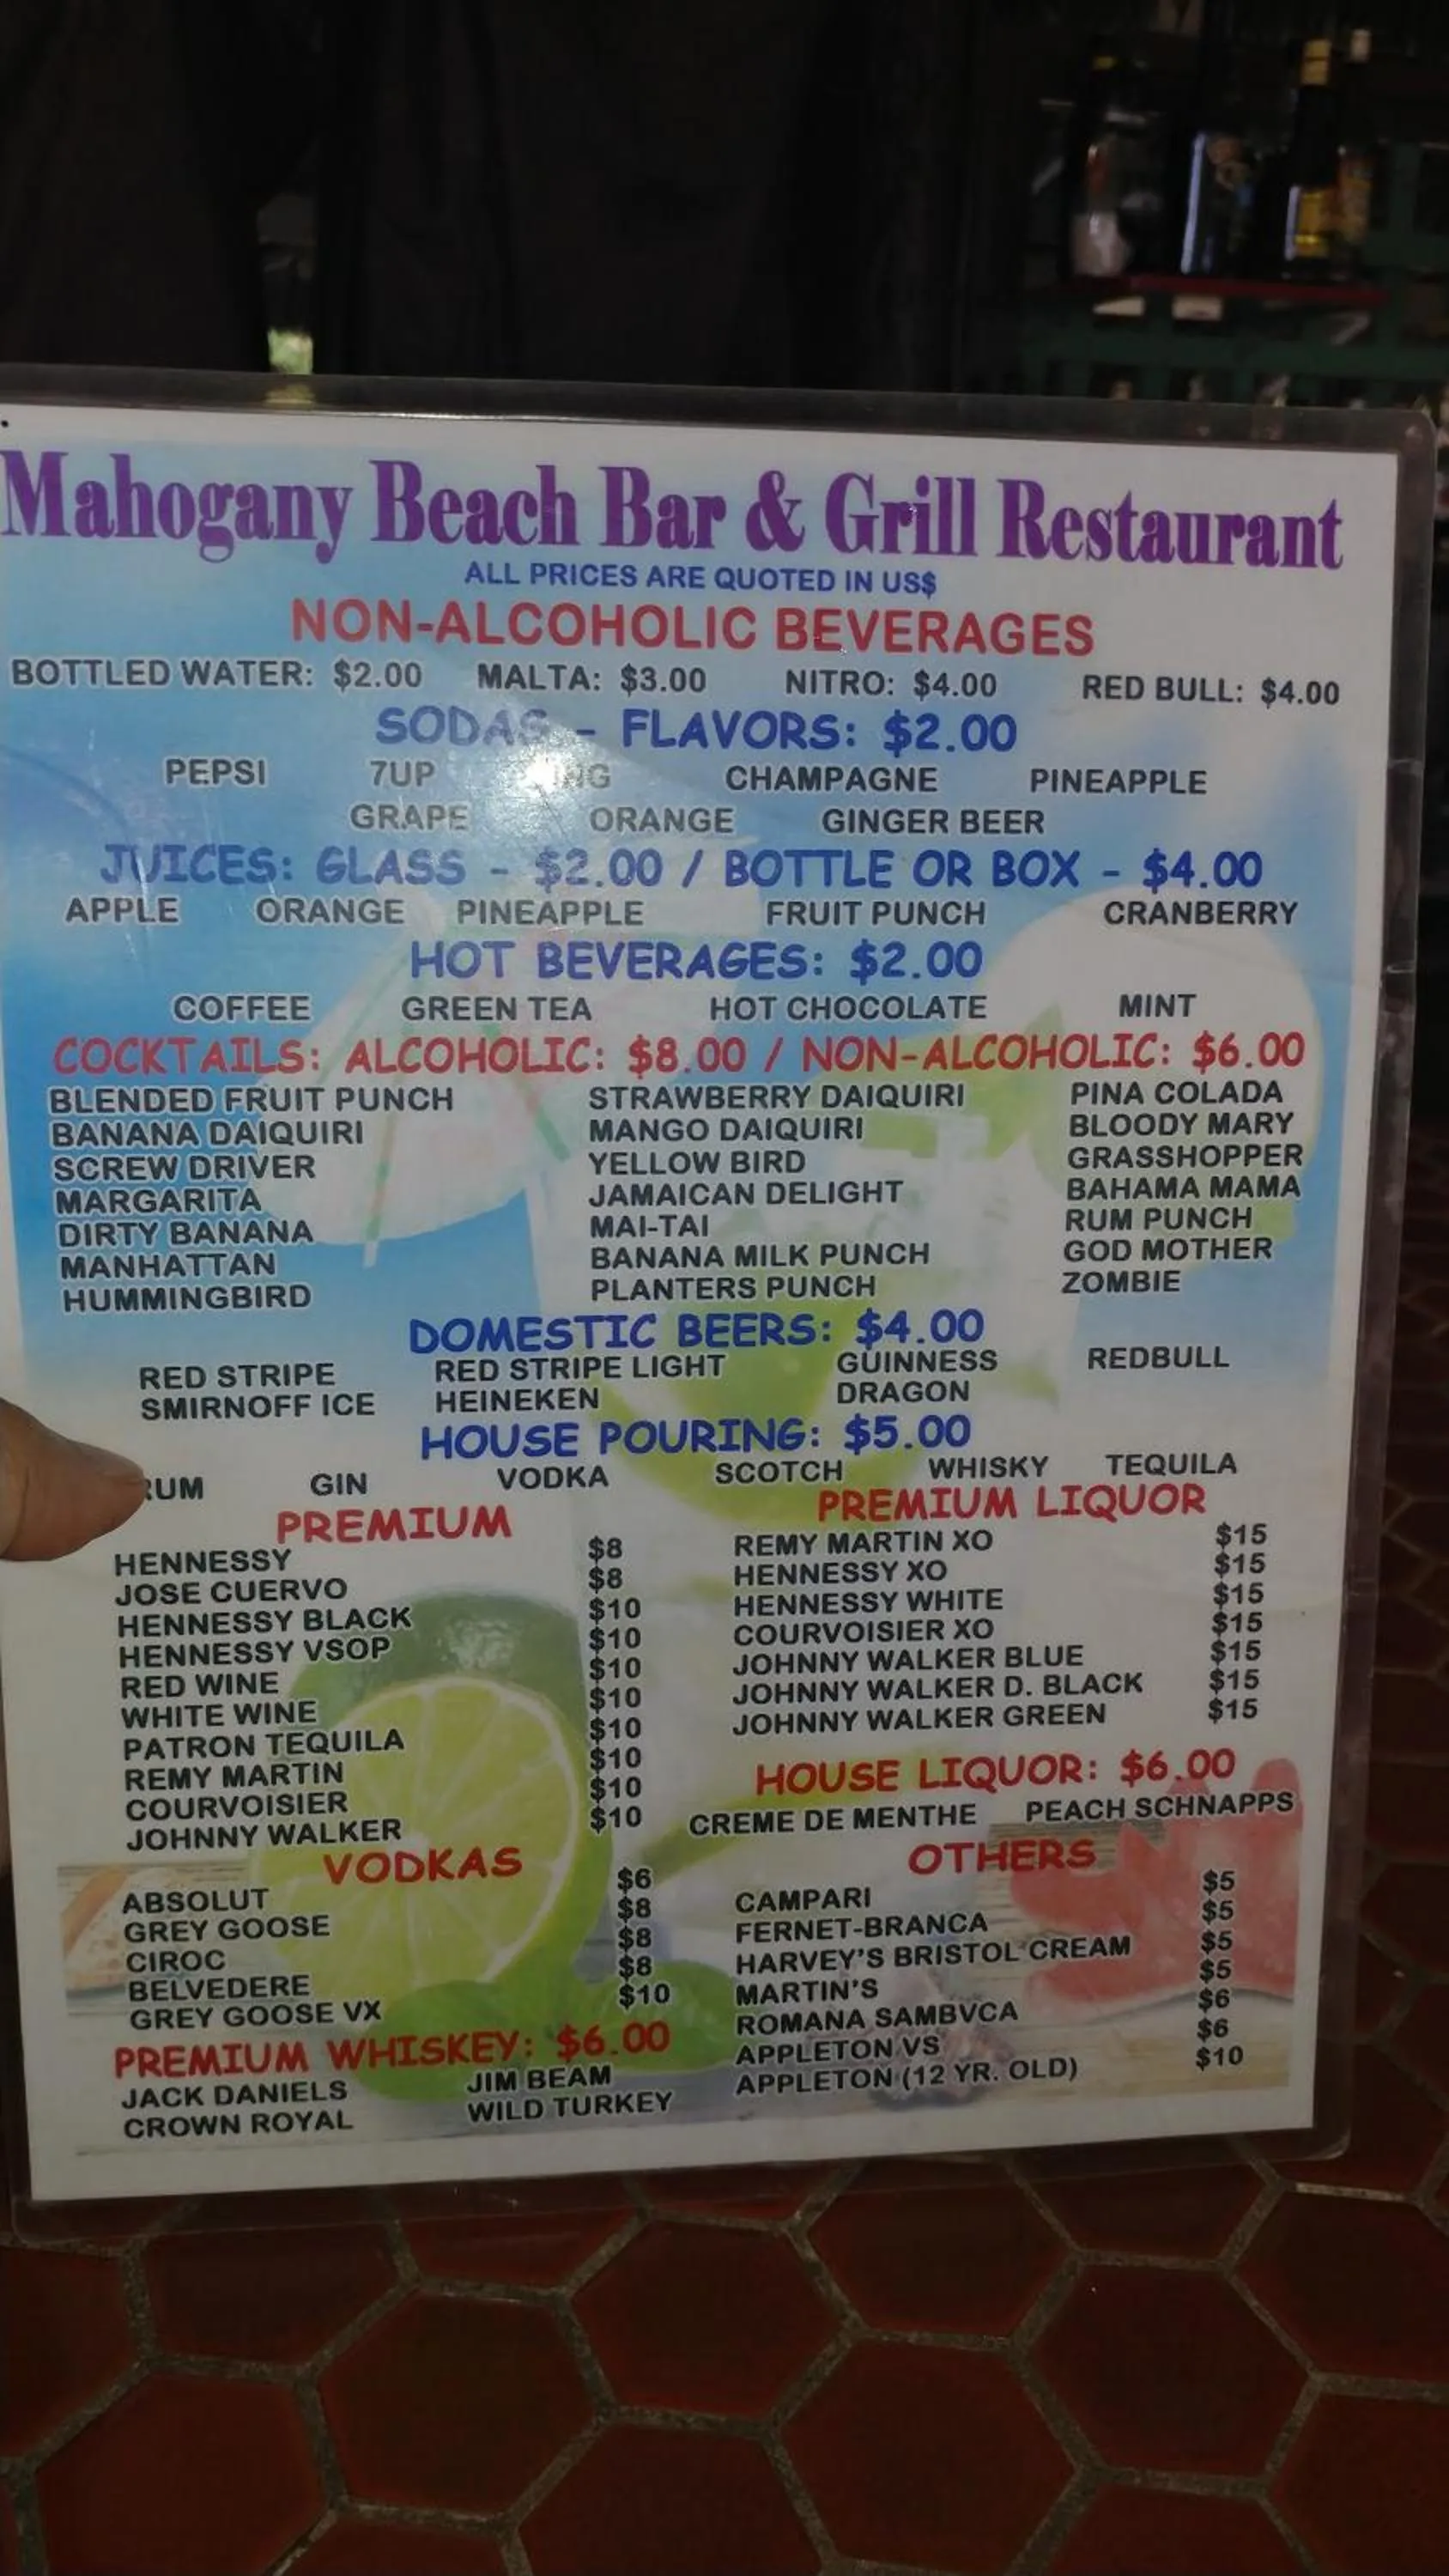 Mahogany Beach Bar & Grill Restaurant
ALL PRICES ARE QUOTED IN US$
NON-ALCOHOLIC BEVERAGES
BOTTLED WATER: $2.00 MALTA: $3.00 NITRO: $4.00 RED BULL: $4.00
SODAS - FLAVORS: $2.00
PEPSI 7UP CHAMPAGNE PINEAPPLE
GRAPE ORANGE GINGER BEER
JUICES: GLASS - $2.00 / BOTTLE OR BOX - $4.00
APPLE ORANGE PINEAPPLE FRUIT PUNCH CRANBERRY
HOT BEVERAGES: $2.00
COFFEE GREEN TEA HOT CHOCOLATE MINT
COCKTAILS: ALCOHOLIC: $8.00 / NON-ALCOHOLIC: $6.00
BLENDED FRUIT PUNCH STRAWBERRY DAIQUIRI PINA COLADA
BANANA DAIQUIRI MANGO DAIQUIRI BLOODY MARY
SCREW DRIVER YELLOW BIRD GRASSHOPPER
MARGARITA JAMAICAN DELIGHT BAHAMA MAMA
DIRTY BANANA MAI-TAI RUM PUNCH
MANHATTAN BANANA MILK PUNCH GOD MOTHER
HUMMINGBIRD PLANTERS PUNCH ZOMBIE
DOMESTIC BEERS: $4.00
RED STRIPE RED STRIPE LIGHT GUINNESS REDBULL
SMIRNOFF ICE HEINEKEN DRAGON
HOUSE POURING: $5.00
RUM GIN VODKA SCOTCH WHISKY TEQUILA
PREMIUM
HENNESSY $8
JOSE CUERVO $8
HENNESSY BLACK $10
HENNESSY VSOP $10
RED WINE $10
WHITE WINE $10
PATRON TEQUILA $10
REMY MARTIN $10
COURVOISIER $10
JOHNNY WALKER $10
VODKAS
ABSOLUT $6
GREY GOOSE $8
CIROC $8
BELVEDERE $8
GREY GOOSE VX $10
PREMIUM WHISKEY: $6.00
JACK DANIELS JIM BEAM
CROWN ROYAL WILD TURKEY
PREMIUM LIQUOR
REMY MARTIN XO $15
HENNESSY XO $15
HENNESSY WHITE $15
COURVOISIER XO $15
JOHNNY WALKER BLUE $15
JOHNNY WALKER D. BLACK $15
JOHNNY WALKER GREEN $15
HOUSE LIQUOR: $6.00
CREME DE MENTHE PEACH SCHNAPPS
OTHERS
CAMPARI $5
FERNET-BRANCA $5
HARVEY'S BRISTOL CREAM $5
MARTIN'S $5
ROMANA SAMBVCA $6
APPLETON VS $6
APPLETON (12 YR. OLD) $10